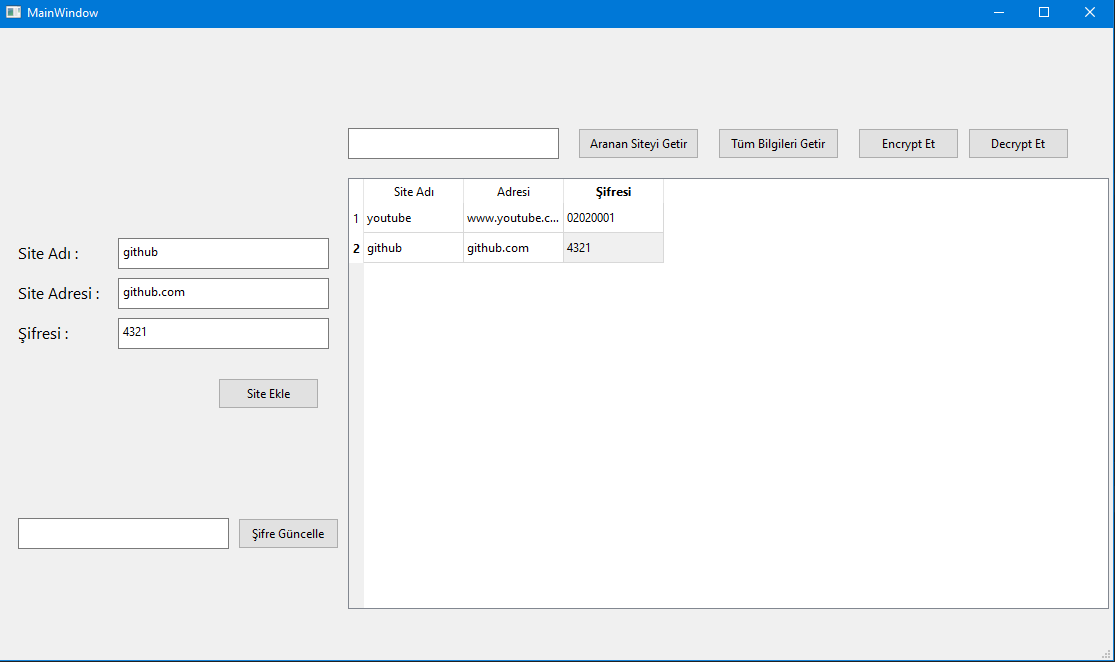 MainWindow
Aranan Siteyi Getir Tüm Bilgileri Getir Encrypt Et Decrypt Et
Site Adı Adresi Şifresi
1 youtube www.youtube.c... 02020001
2 github github.com 4321
Site Adı : github
Site Adresi : github.com
Şifresi : 4321
Site Ekle
Şifre Güncelle